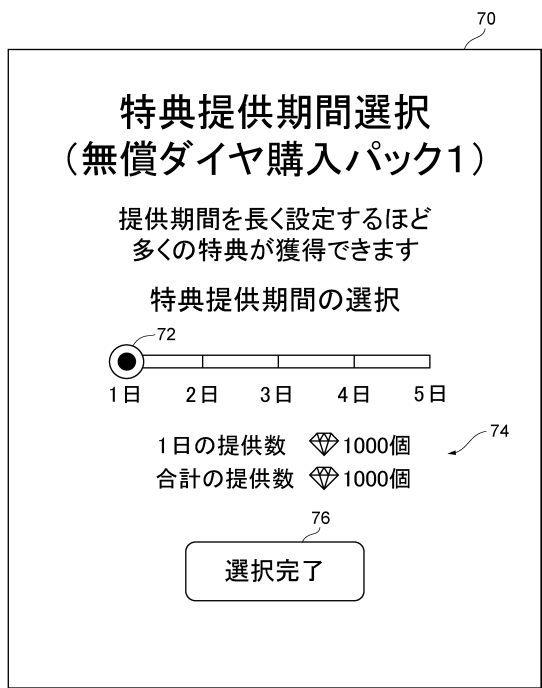 70
特典提供期間選択
（無償ダイヤ購入パック1）
提供期間を長く設定するほど
多くの特典が獲得できます
特典提供期間の選択
72
1日 2日 3日 4日 5日
1日の提供数 1000個
74
合計の提供数 1000個
76
選択完了